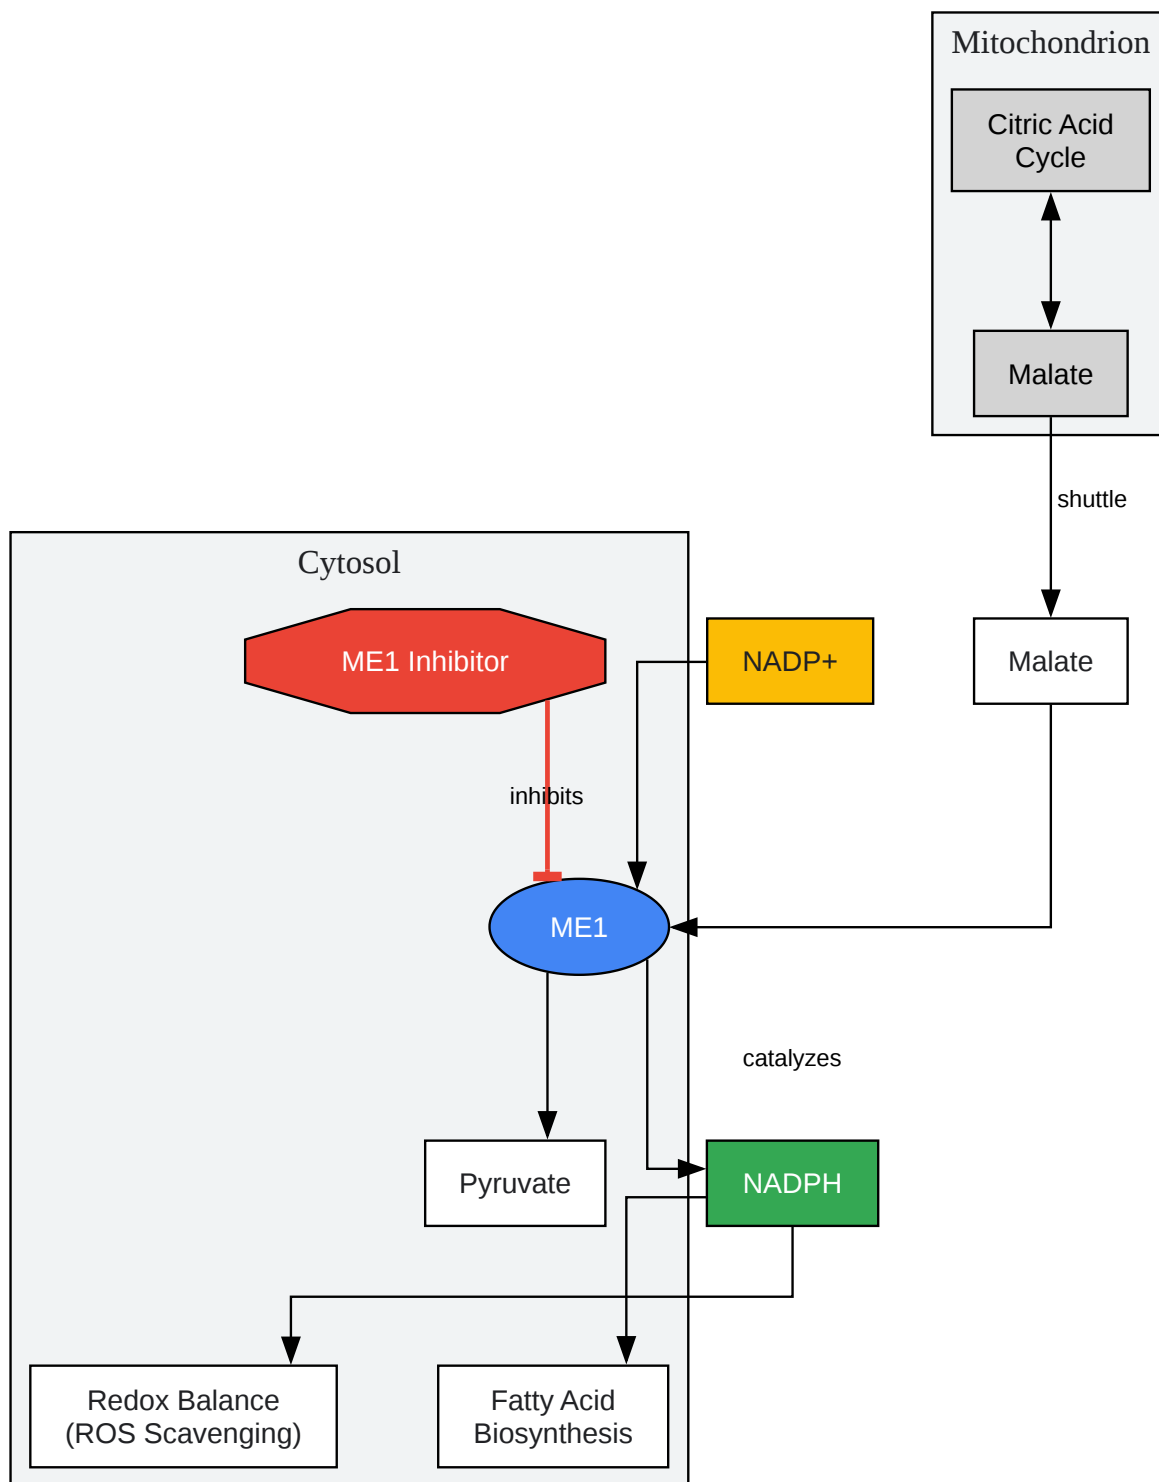 Mitochondrion
Citric Acid
Cycle
Malate
shuttle
Cytosol
ME1 Inhibitor
NADP+
Malate
inhibits
ME1
catalyzes
Pyruvate
NADPH
Redox Balance
(ROS Scavenging)
Fatty Acid
Biosynthesis